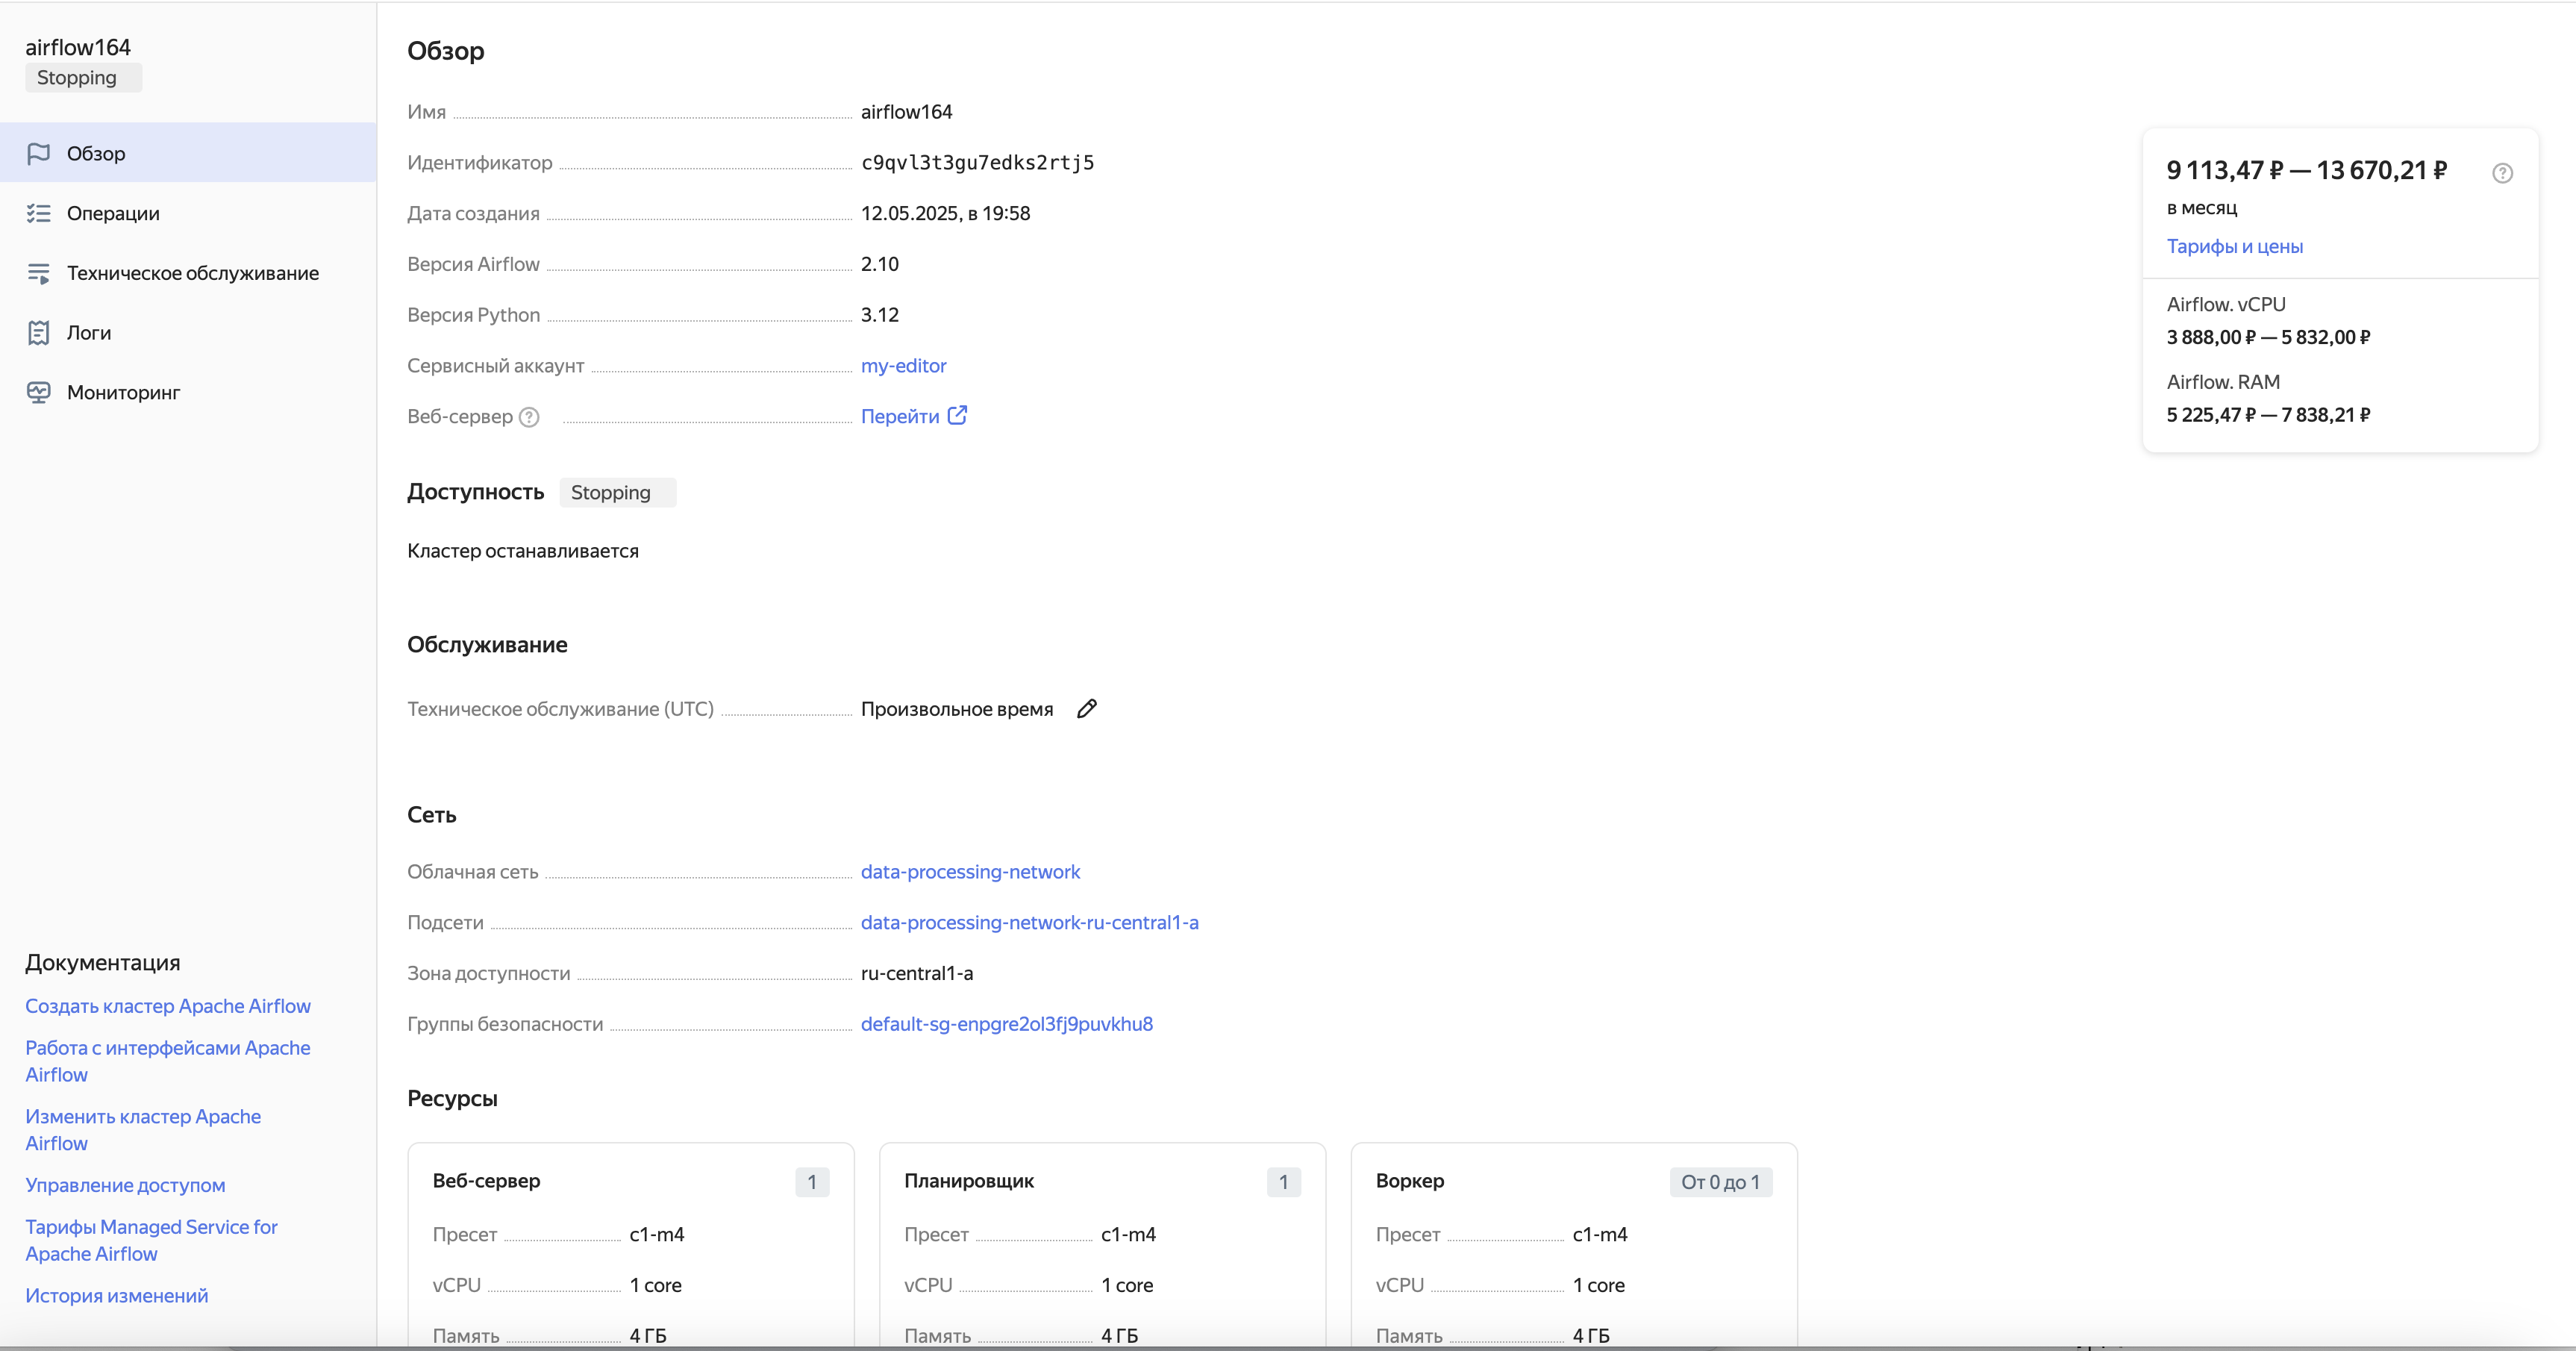 airflow164
Stopping
Обзор
Операции
Техническое обслуживание
Логи
Мониторинг
Документация
Создать кластер Apache Airflow
Работа с интерфейсами Apache
Airflow
Изменить кластер Apache
Airflow
Управление доступом
Тарифы Managed Service for
Apache Airflow
История изменений
Обзор
Имя airflow164
Идентификатор c9qvl3t3gu7edks2rtj5
Дата создания 12.05.2025, в 19:58
Версия Airflow 2.10
Версия Python 3.12
Сервисный аккаунт my-editor
Веб-сервер Перейти
Доступность Stopping
Кластер останавливается
Обслуживание
Техническое обслуживание (UTC) Произвольное время
Сеть
Облачная сеть data-processing-network
Подсети data-processing-network-ru-central1-a
Зона доступности ru-central1-a
Группы безопасности default-sg-enpgre2ol3fj9puvkhu8
Ресурсы
Веб-сервер 1
Пресет c1-m4
vCPU 1 core
Память 4 ГБ
Планировщик 1
Пресет c1-m4
vCPU 1 core
Память 4 ГБ
Воркер От 0 до 1
Пресет c1-m4
vCPU 1 core
Память 4 ГБ
9 113,47 ₽ — 13 670,21 ₽
в месяц
Тарифы и цены
Airflow. vCPU
3 888,00 ₽ — 5 832,00 ₽
Airflow. RAM
5 225,47 ₽ — 7 838,21 ₽